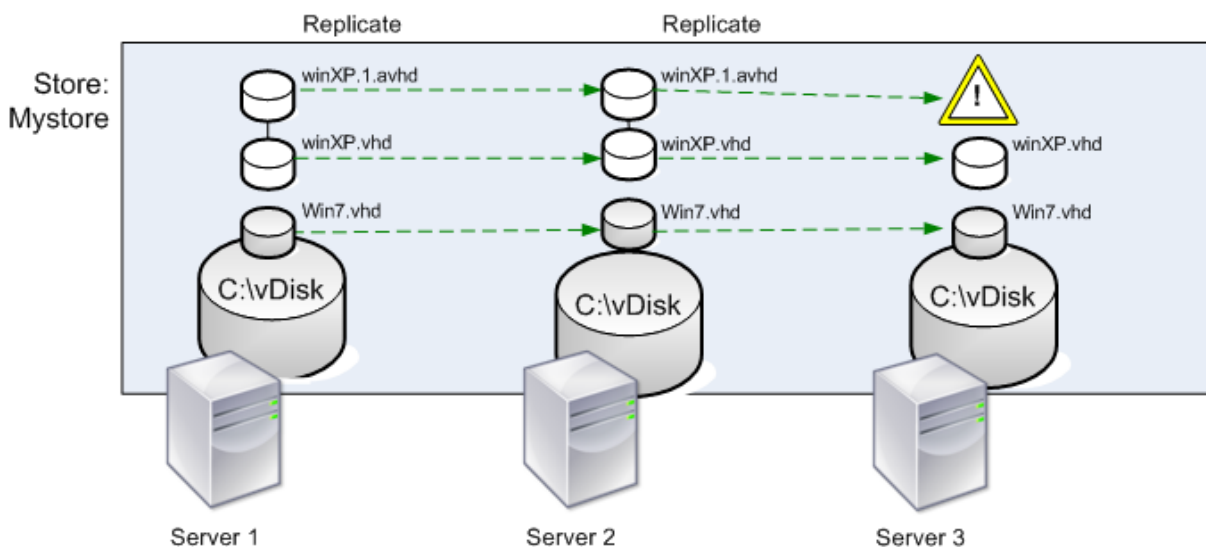 Replicate
Replicate
Store:
Mystore
winXP.1.avhd
winXP.1.avhd
!
winXP.vhd
winXP.vhd
winXP.vhd
Win7.vhd
Win7.vhd
Win7.vhd
C:\vDisk
C:\vDisk
C:\vDisk
Server 1
Server 2
Server 3